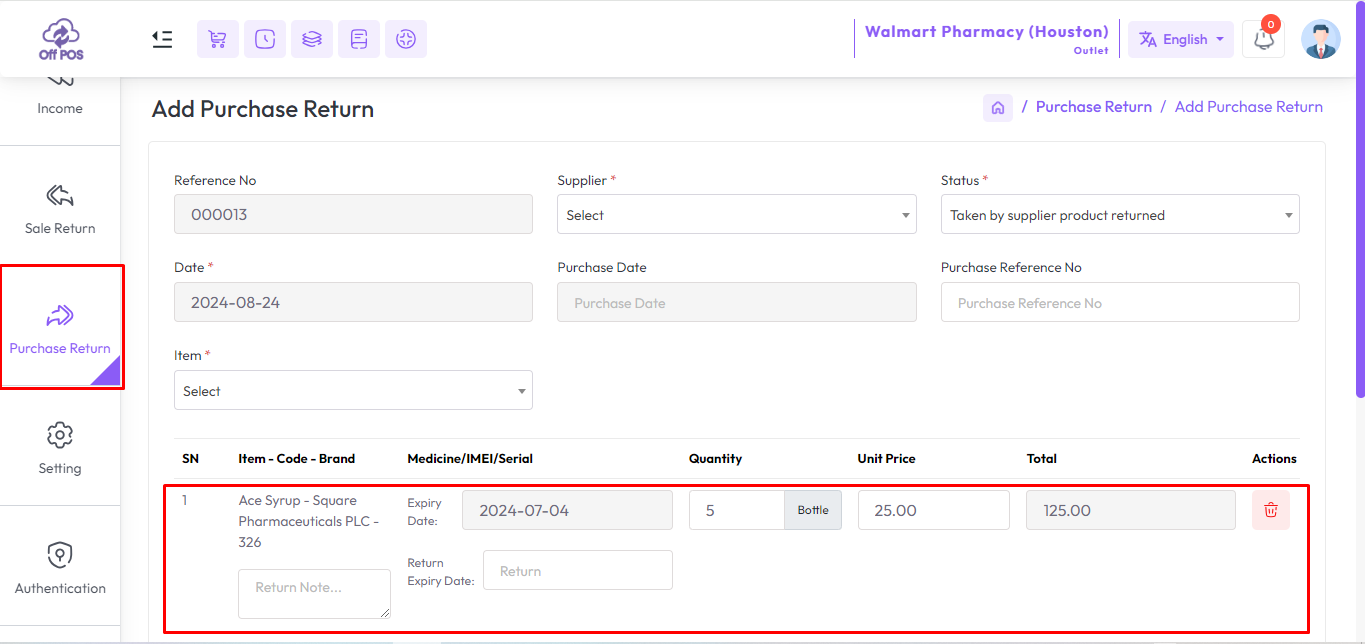 Off POS
Walmart Pharmacy (Houston)
Outlet
English
0
Income
Sale Return
Purchase Return
Setting
Authentication
Add Purchase Return
/ Purchase Return / Add Purchase Return
Reference No
Supplier *
Status *
000013
Select
Taken by supplier product returned
Date *
Purchase Date
Purchase Reference No
2024-08-24
Purchase Date
Purchase Reference No
Item *
Select
SN
Item - Code - Brand
Medicine/IMEI/Serial
Quantity
Unit Price
Total
Actions
1
Ace Syrup - Square
Pharmaceuticals PLC -
326
Return Note...
Expiry
Date:
2024-07-04
Return
Expiry Date:
Return
5
Bottle
25.00
125.00